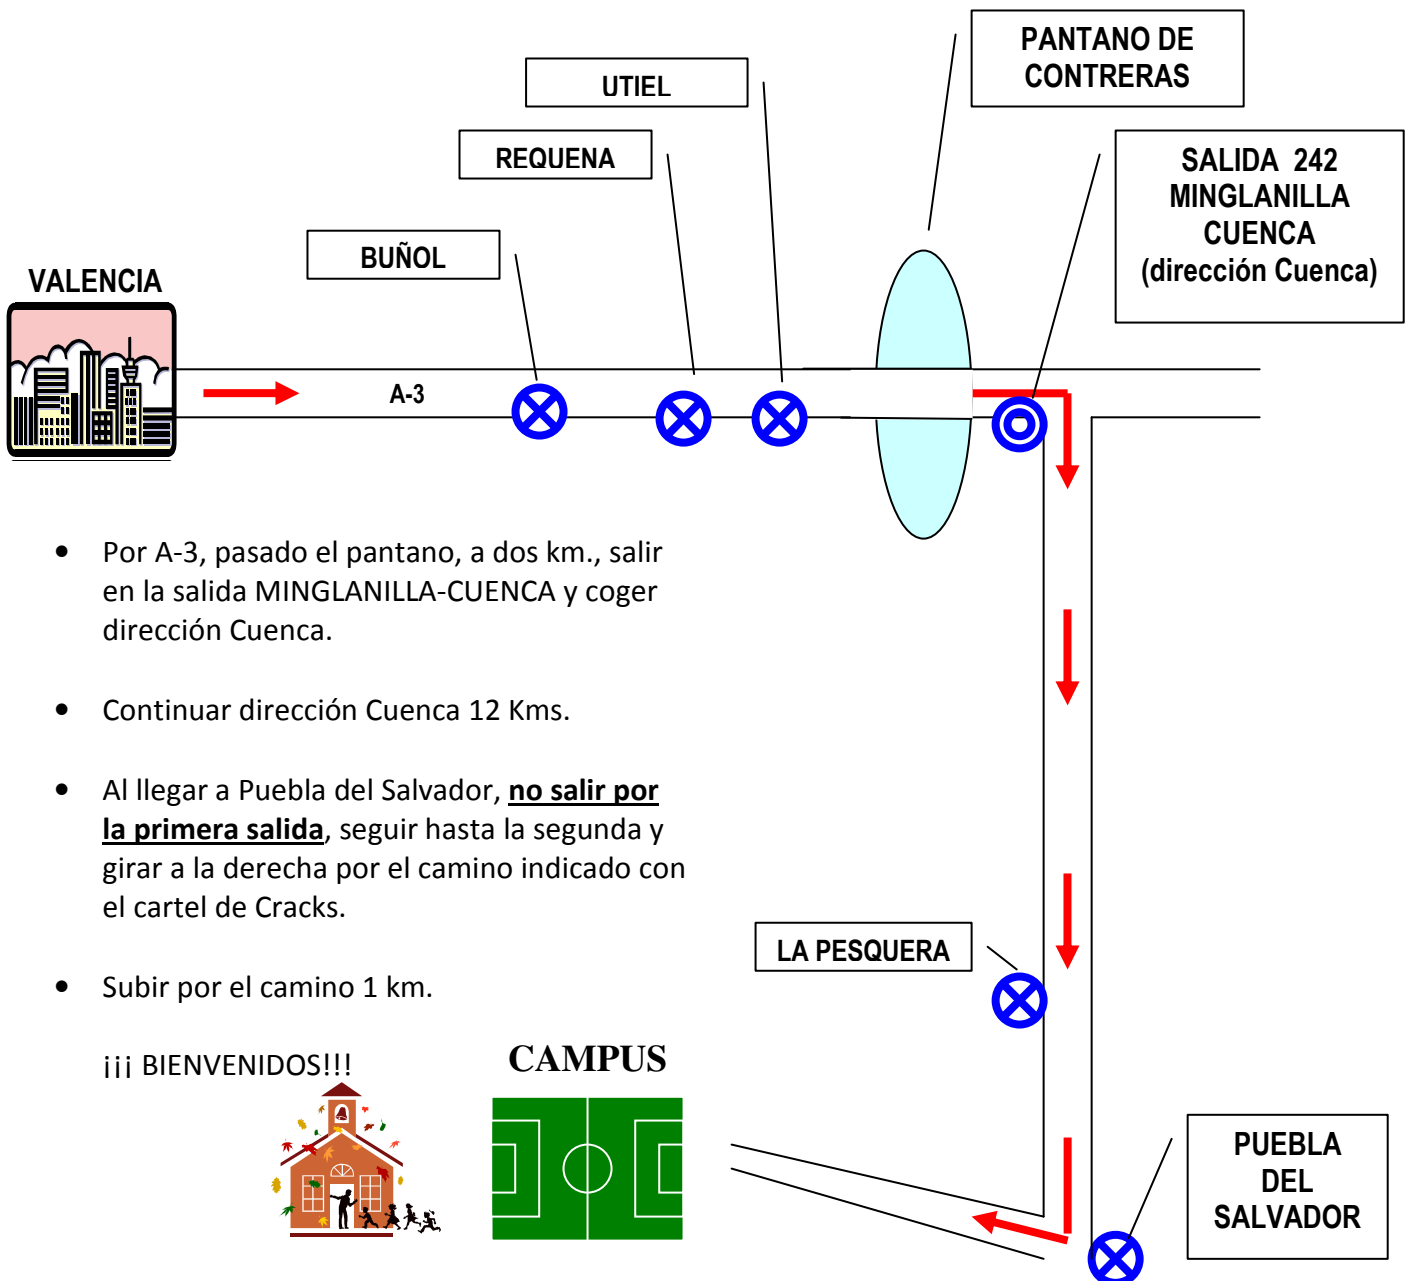 PANTANO DE
CONTRERAS
UTIEL
REQUENA
SALIDA 242
MINGLANILLA
CUENCA
(dirección Cuenca)
BUÑOL
VALENCIA
A-3
• Por A-3, pasado el pantano, a dos km., salir
en la salida MINGLANILLA-CUENCA y coger
dirección Cuenca.
• Continuar dirección Cuenca 12 Kms.
• Al llegar a Puebla del Salvador, no salir por
la primera salida, seguir hasta la segunda y
girar a la derecha por el camino indicado con
el cartel de Cracks.
• Subir por el camino 1 km.
¡¡¡ BIENVENIDOS!!!
LA PESQUERA
CAMPUS
PUEBLA
DEL
SALVADOR